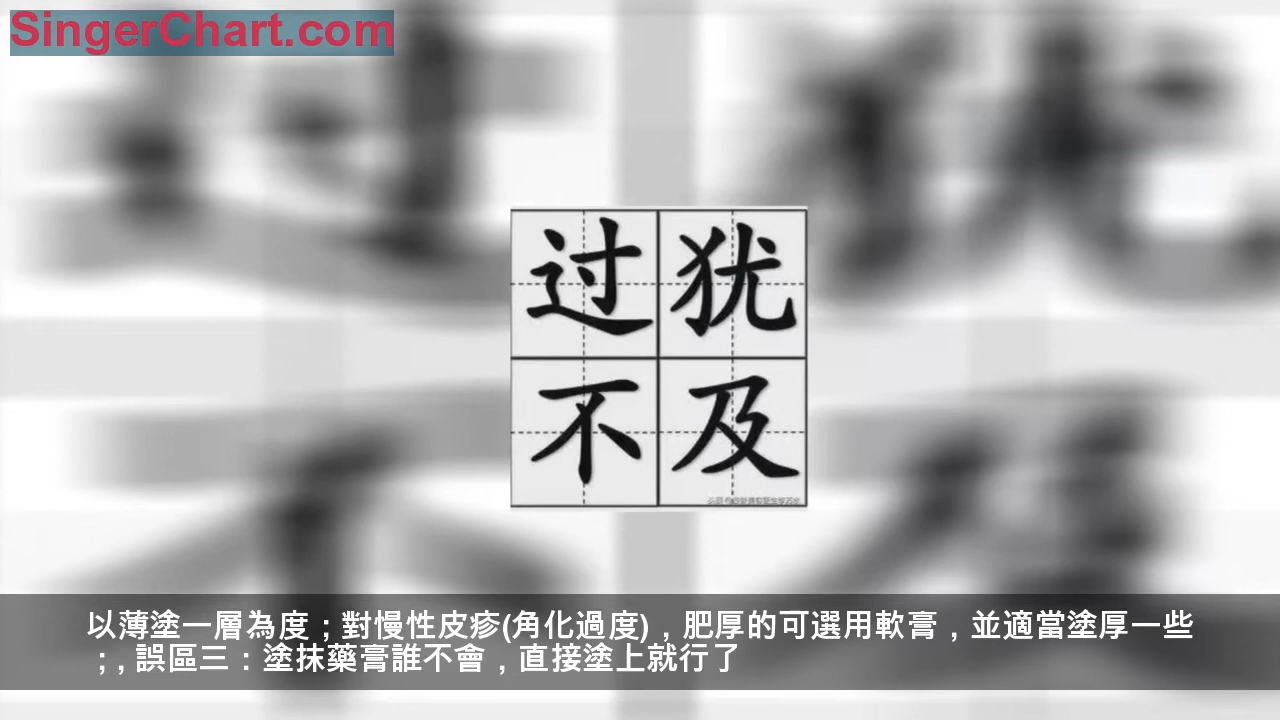 SingerChart.com
过犹
不及
以薄塗一層為度；對慢性皮疹(角化過度)，肥厚的可選用軟膏，並適當塗厚一些
；, 誤區三：塗抹藥膏誰不會，直接塗上就行了